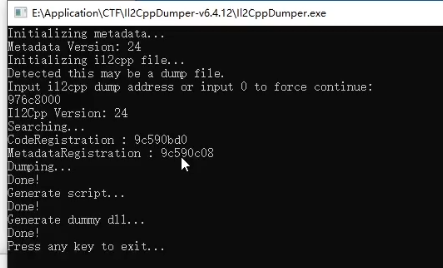 E:\Application\CTF\Il2CppDumper-v6.4.12\Il2CppDumper.exe
Initializing metadata...
Metadata Version: 24
Initializing il2cpp file...
Detected this may be a dump file.
Input il2cpp dump address or input 0 to force continue:
976c8000
Il2Cpp Version: 24
Searching...
CodeRegistration : 9c590bd0
MetadataRegistration : 9c590c08
Dumping...
Done!
Generate script...
Done!
Generate dummy dll...
Done!
Press any key to exit...